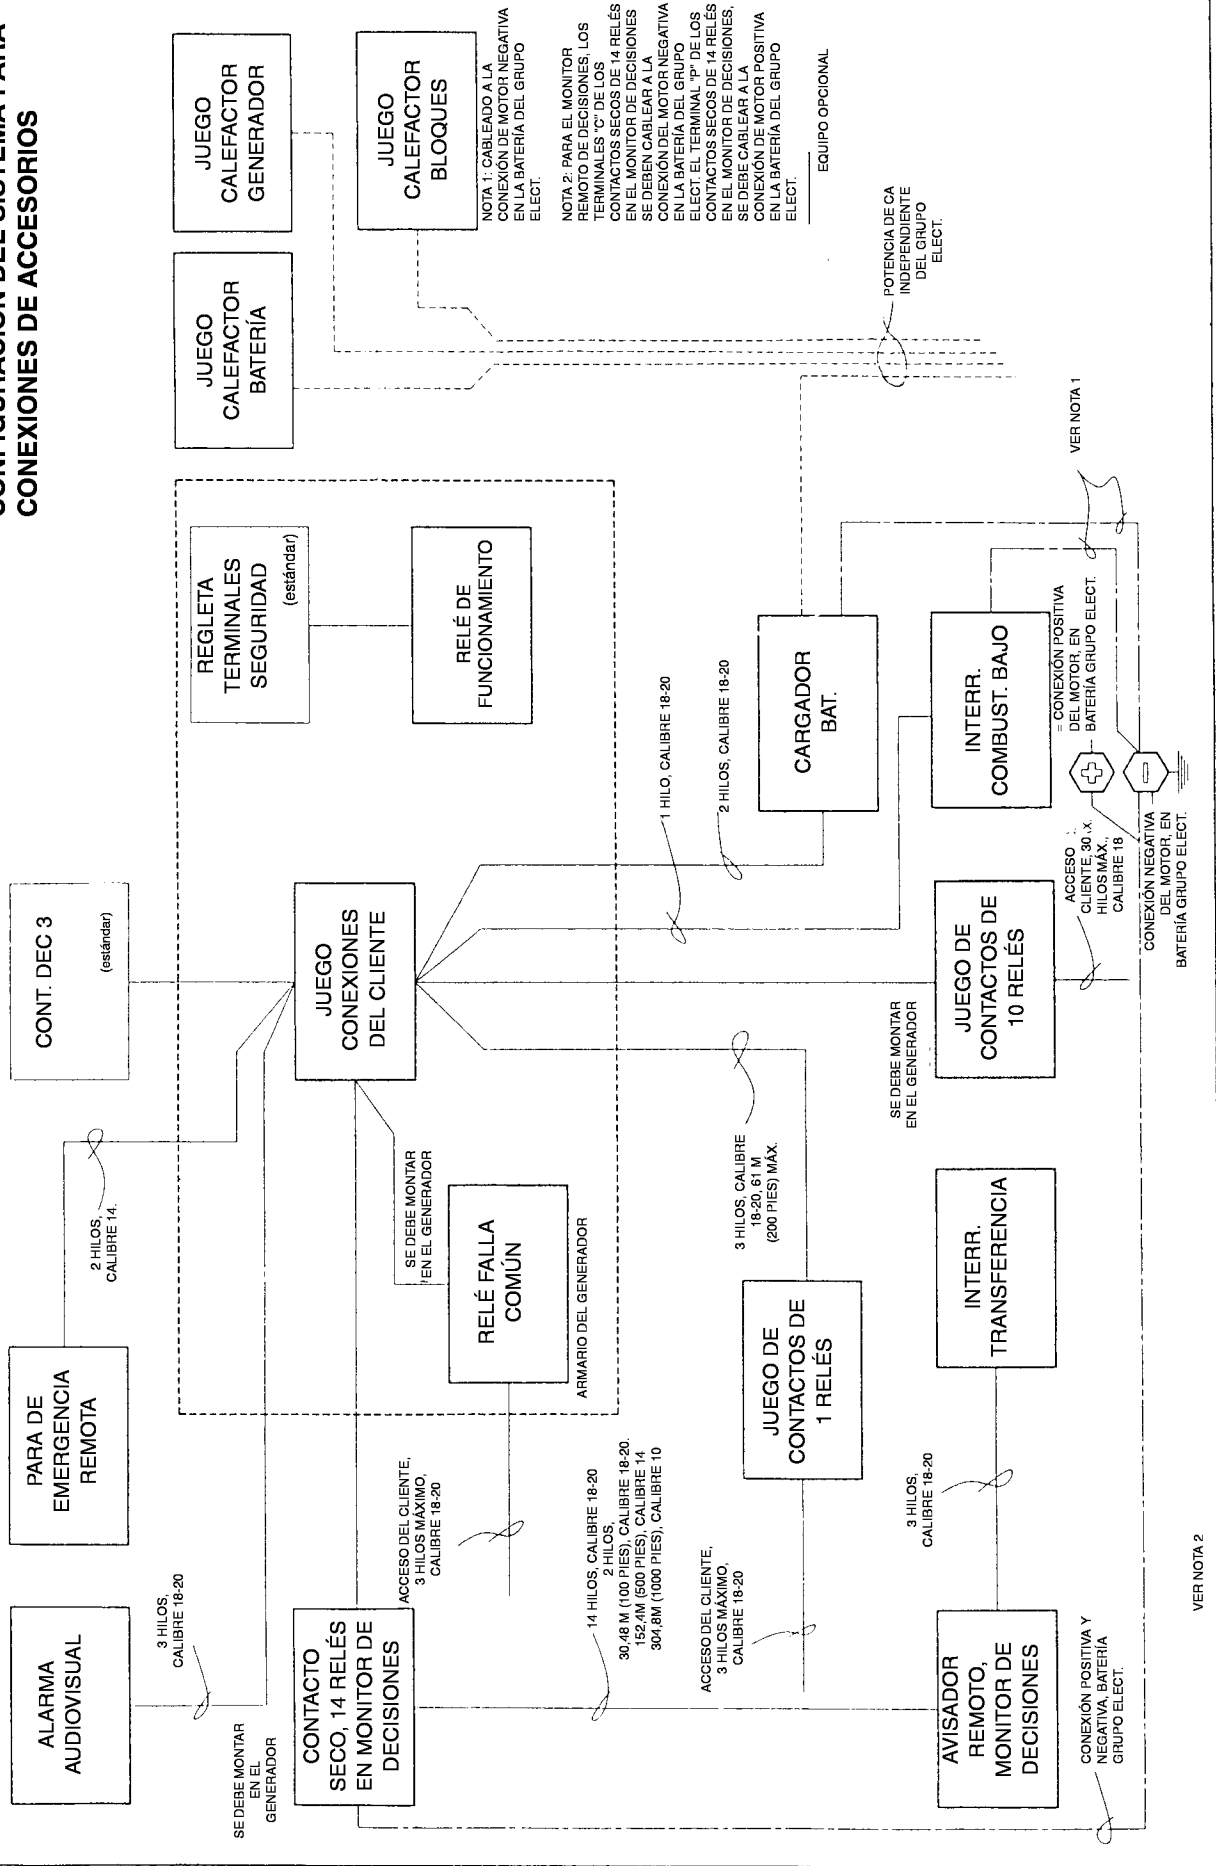 CONEXIONES DE ACCESORIOS
ALARMA
AUDIOVISUAL
3 HILOS,
CALIBRE 18-20
SE DEBE MONTAR
EN EL
GENERADOR
PARA DE
EMERGENCIA
REMOTA
2 HILOS,
CALIBRE 14.
CONT. DEC 3
(estándar)
REGLETA
TERMINALES
SEGURIDAD
(estándar)
RELÉ DE
FUNCIONAMIENTO
JUEGO
CALEFACTOR
BATERÍA
JUEGO
CALEFACTOR
GENERADOR
JUEGO
CALEFACTOR
BLOQUES
NOTA 1: CABLEADO A LA
CONEXIÓN DE MOTOR NEGATIVA
EN LA BATERÍA DEL GRUPO
ELECT.
NOTA 2: PARA EL MONITOR
REMOTO DE DECISIONES, LOS
TERMINALES "C" DE LOS
CONTACTOS SECOS DE 14 RELÉS
EN EL MONITOR DE DECISIONES
SE DEBEN CABLEAR A LA
CONEXIÓN DEL MOTOR NEGATIVA
EN LA BATERÍA DEL GRUPO
ELECT. EL TERMINAL "P" DE LOS
CONTACTOS SECOS DE 14 RELÉS
EN EL MONITOR DE DECISIONES,
SE DEBE CABLEAR A LA
CONEXIÓN DE MOTOR POSITIVA
EN LA BATERÍA DEL GRUPO
ELECT.
EQUIPO OPCIONAL
CONTACTO
SECO, 14 RELÉS
EN MONITOR DE
DECISIONES
JUEGO
CONEXIONES
DEL CLIENTE
SE DEBE MONTAR
EN EL GENERADOR
RELÉ FALLA
COMÚN
ARMARIO DEL GENERADOR
ACCESO DEL CLIENTE,
3 HILOS MÁXIMO,
CALIBRE 18-20
14 HILOS, CALIBRE 18-20
2 HILOS,
30,48 M (100 PIES), CALIBRE 18-20.
152,4M (500 PIES), CALIBRE 14
304,8M (1000 PIES), CALIBRE 10
1 HILO, CALIBRE 18-20
2 HILOS, CALIBRE 18-20
ACCESO DEL CLIENTE,
3 HILOS MÁXIMO,
CALIBRE 18-20
JUEGO DE
CONTACTOS DE
1 RELÉS
3 HILOS, CALIBRE
18-20, 61 M
(200 PIES) MÁX.
CARGADOR
BAT.
POTENCIA DE CA
INDEPENDIENTE
DEL GRUPO
ELECT.
AVISADOR
REMOTO,
MONITOR DE
DECISIONES
3 HILOS,
CALIBRE 18-20
INTERR.
TRANSFERENCIA
SE DEBE MONTAR
EN EL GENERADOR
JUEGO DE
CONTACTOS DE
10 RELÉS
INTERR.
COMBUST. BAJO
VER NOTA 1
= CONEXIÓN POSITIVA
DEL MOTOR, EN
BATERÍA GRUPO ELECT.
+
-
ACCESO
CLIENTE, 30
HILOS MÁX.,
CALIBRE 18
CONEXIÓN NEGATIVA
DEL MOTOR, EN
BATERÍA GRUPO ELECT.
CONEXIÓN POSITIVA Y
NEGATIVA, BATERÍA
GRUPO ELECT.
VER NOTA 2